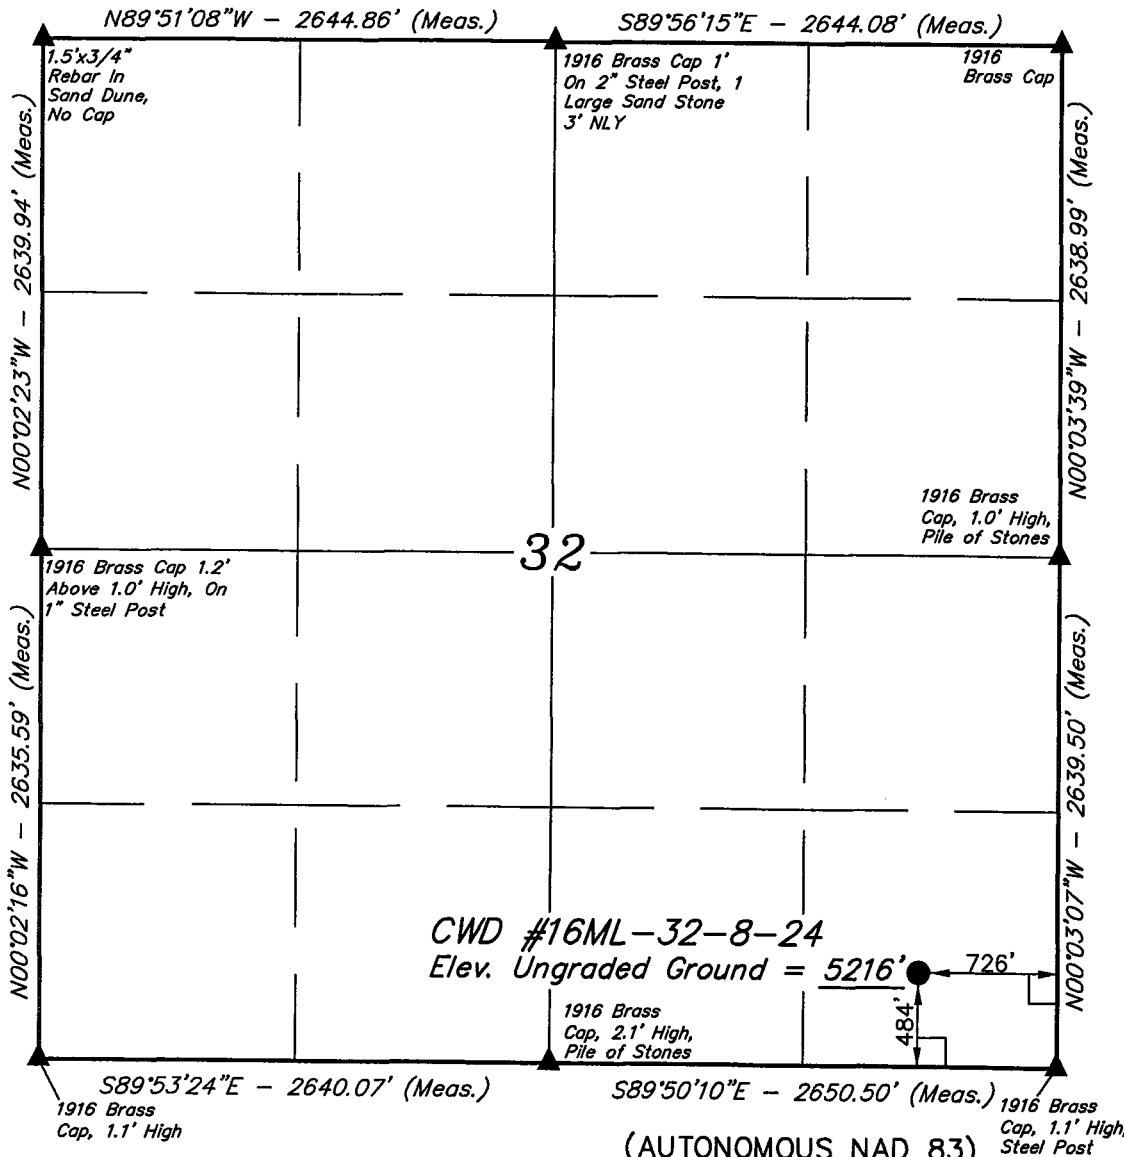 N89°51'08"W - 2644.86' (Meas.)
S89°56'15"E - 2644.08' (Meas.)
1.5'x3/4"
Rebar In
Sand Dune,
No Cap
1916 Brass Cap 1'
On 2" Steel Post, 1
Large Sand Stone
3' NLY
1916
Brass Cap
N00°02'23"W - 2639.94' (Meas.)
N00°03'39"W - 2638.99' (Meas.)
1916 Brass
Cap, 1.0' High,
Pile of Stones
32
1916 Brass Cap 1.2'
Above 1.0' High, On
1" Steel Post
N00°02'16"W - 2635.59' (Meas.)
N00°03'07"W - 2639.50' (Meas.)
CWD #16ML-32-8-24
Elev. Ungraded Ground = 5216'
726'
484'
1916 Brass
Cap, 2.1' High,
Pile of Stones
S89°53'24"E - 2640.07' (Meas.)
S89°50'10"E - 2650.50' (Meas.)
1916 Brass
Cap, 1.1' High
1916 Brass
Cap, 1.1' High,
Steel Post
(AUTONOMOUS NAD 83)